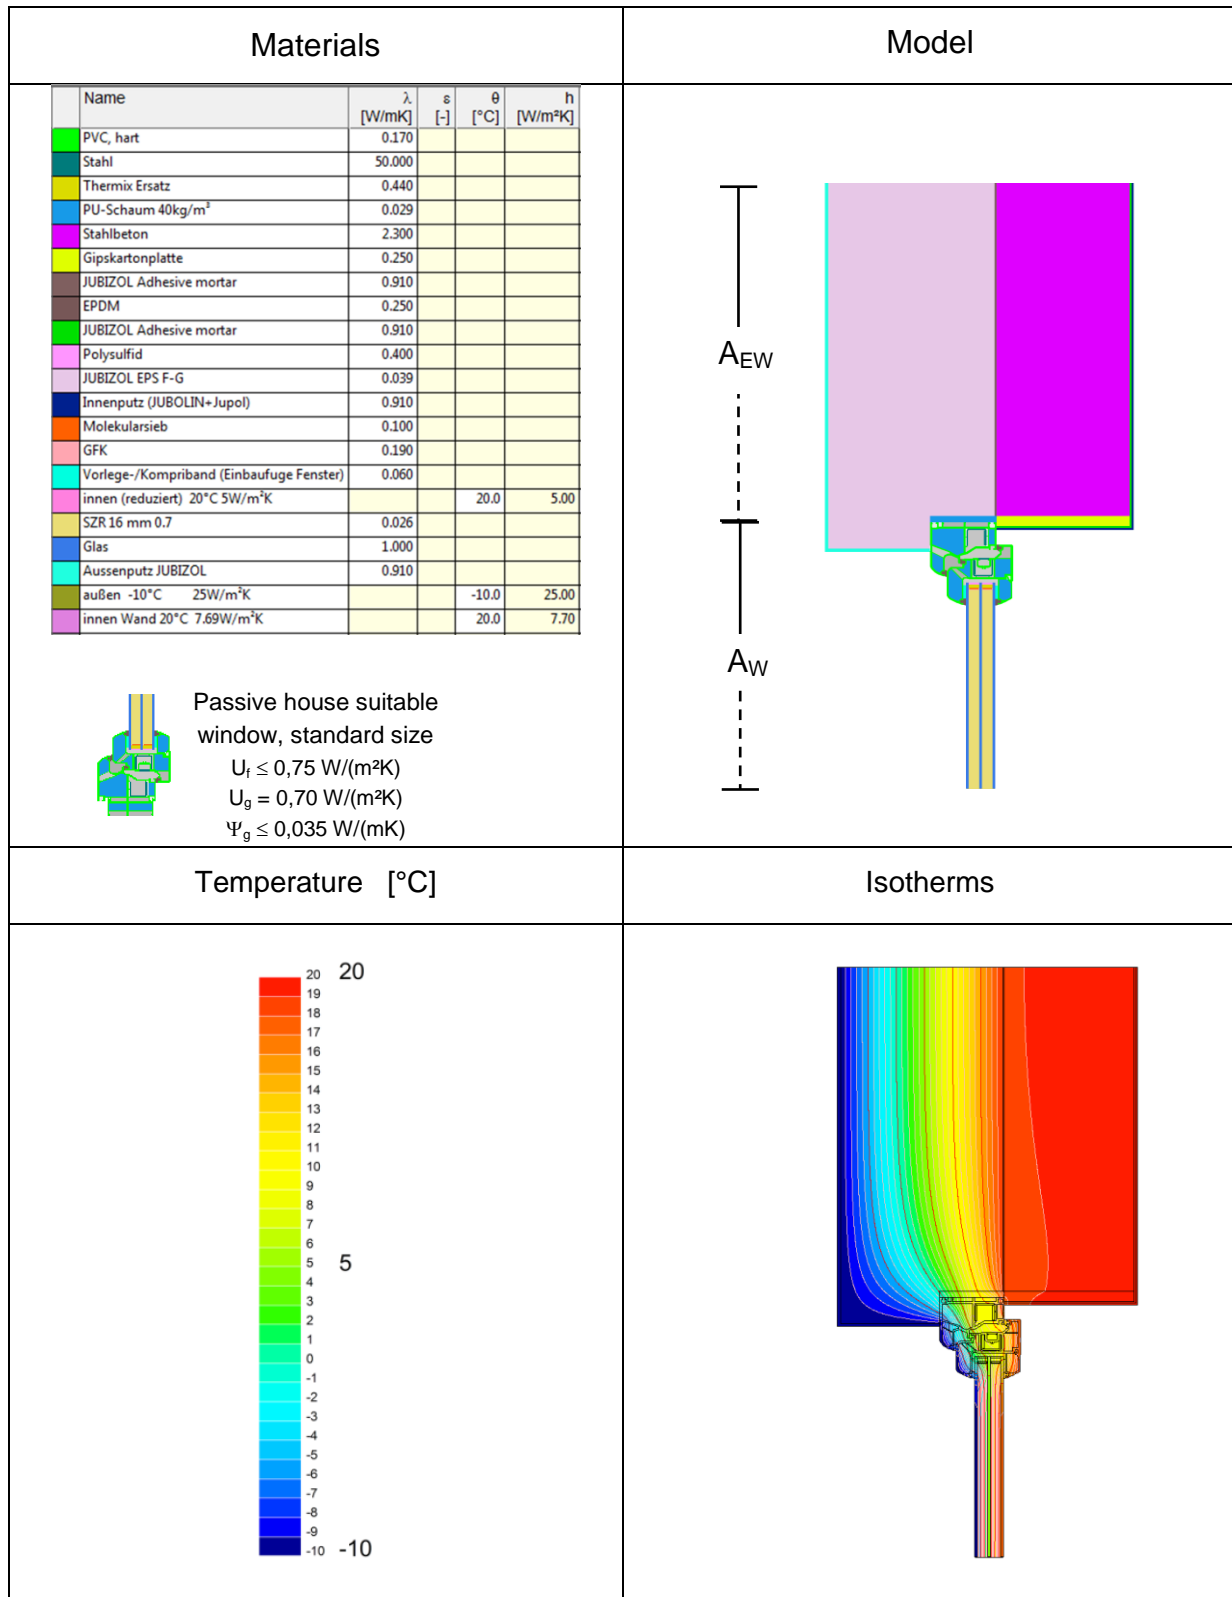 Materials
Model
Name λ ε θ h
[W/mK] [-] [°C] [W/m²K]
PVC, hart 0.170
Stahl 50.000
Thermix Ersatz 0.440
PU-Schaum 40kg/m³ 0.029
Stahlbeton 2.300
Gipskartonplatte 0.250
JUBIZOL Adhesive mortar 0.910
EPDM 0.250
JUBIZOL Adhesive mortar 0.910
Polysulfid 0.400
JUBIZOL EPS F-G 0.039
Innenputz (JUBOLIN+Jupol) 0.910
Molekularsieb 0.100
GFK 0.190
Vorlege-/Kompriband (Einbaufuge Fenster) 0.060
innen (reduziert) 20°C 5W/m²K 20.0 5.00
SZR 16 mm 0.7 0.026
Glas 1.000
Aussenputz JUBIZOL 0.910
außen -10°C 25W/m²K -10.0 25.00
innen Wand 20°C 7.69W/m²K 20.0 7.70
Passive house suitable
window, standard size
U_f ≤ 0,75 W/(m²K)
U_g = 0,70 W/(m²K)
Ψ_g ≤ 0,035 W/(mK)
A_EW
A_W
Temperature [°C]
Isotherms
20 20
19
18
17
16
15
14
13
12
11
10
9
8
7
6
5 5
4
3
2
1
0
-1
-2
-3
-4
-5
-6
-7
-8
-9
-10 -10